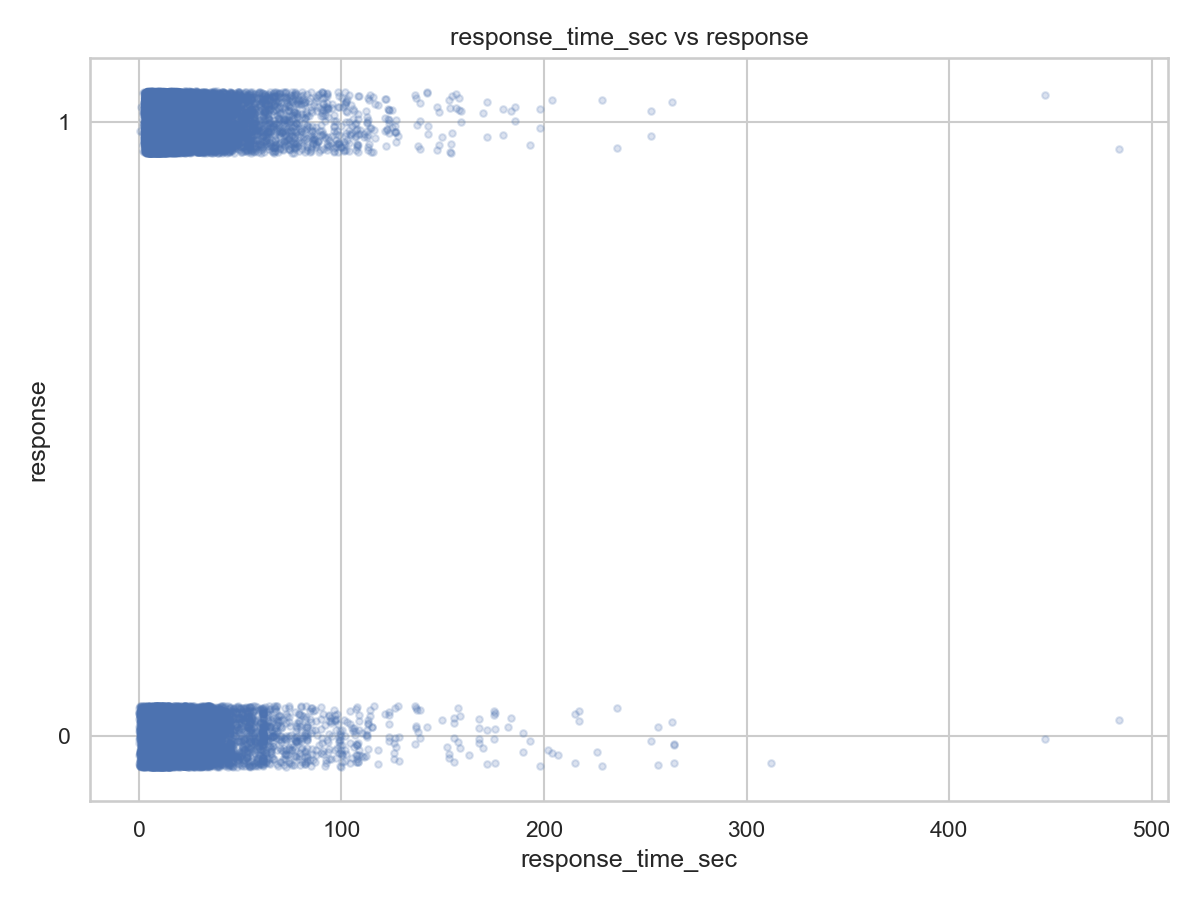 response_time_sec vs response
1
response
0
0 100 200 300 400 500
response_time_sec